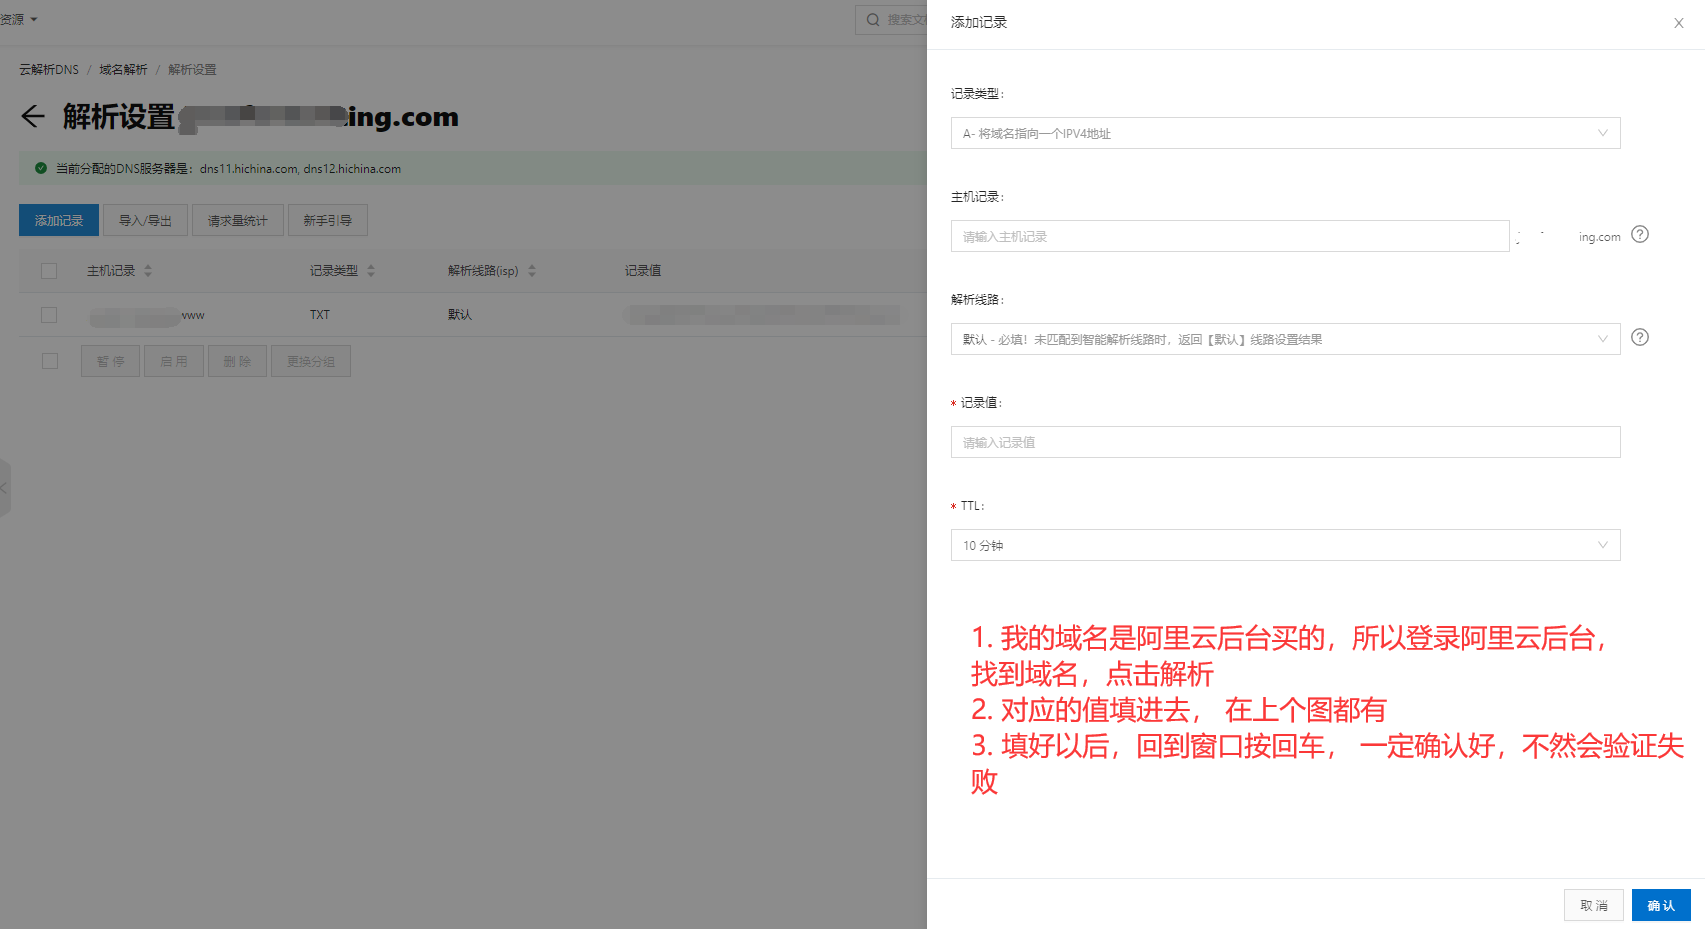 资源
搜索文
云解析DNS / 域名解析 / 解析设置
解析设置 ing.com
当前分配的DNS服务器是: dns11.hichina.com, dns12.hichina.com
添加记录 导入/导出 请求量统计 新手引导
主机记录 记录类型 解析线路(isp) 记录值
www TXT 默认
暂 停 启 用 删 除 更换分组
添加记录
记录类型:
A- 将域名指向一个IPV4地址
主机记录:
请输入主机记录
ing.com
解析线路:
默认 - 必填！未匹配到智能解析线路时，返回【默认】线路设置结果
* 记录值:
请输入记录值
* TTL:
10 分钟
1. 我的域名是阿里云后台买的，所以登录阿里云后台，
找到域名，点击解析
2. 对应的值填进去， 在上个图都有
3. 填好以后，回到窗口按回车， 一定确认好，不然会验证失
败
取 消 确 认